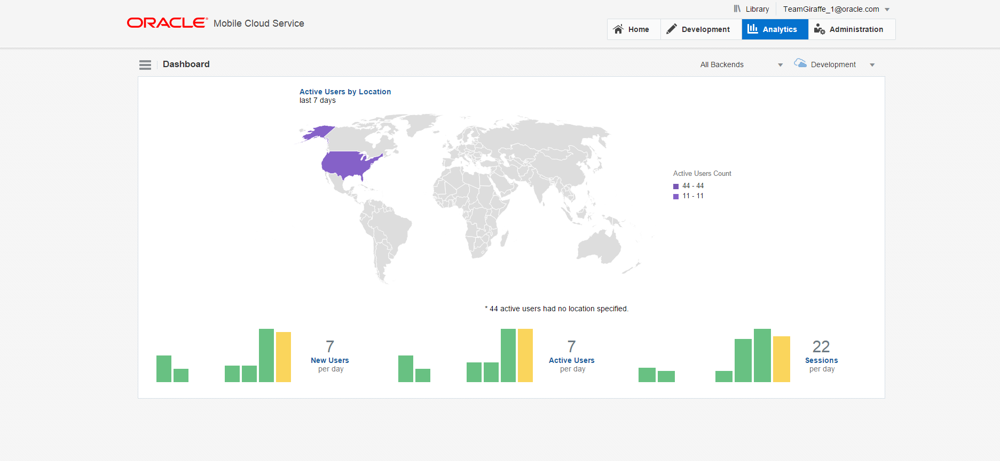 Library
TeamGiraffe_1@oracle.com
ORACLE® Mobile Cloud Service
Home
Development
Analytics
Administration
Dashboard
All Backends
Development
Active Users by Location
last 7 days
Active Users Count
44 - 44
11 - 11
* 44 active users had no location specified.
7
New Users
per day
7
Active Users
per day
22
Sessions
per day